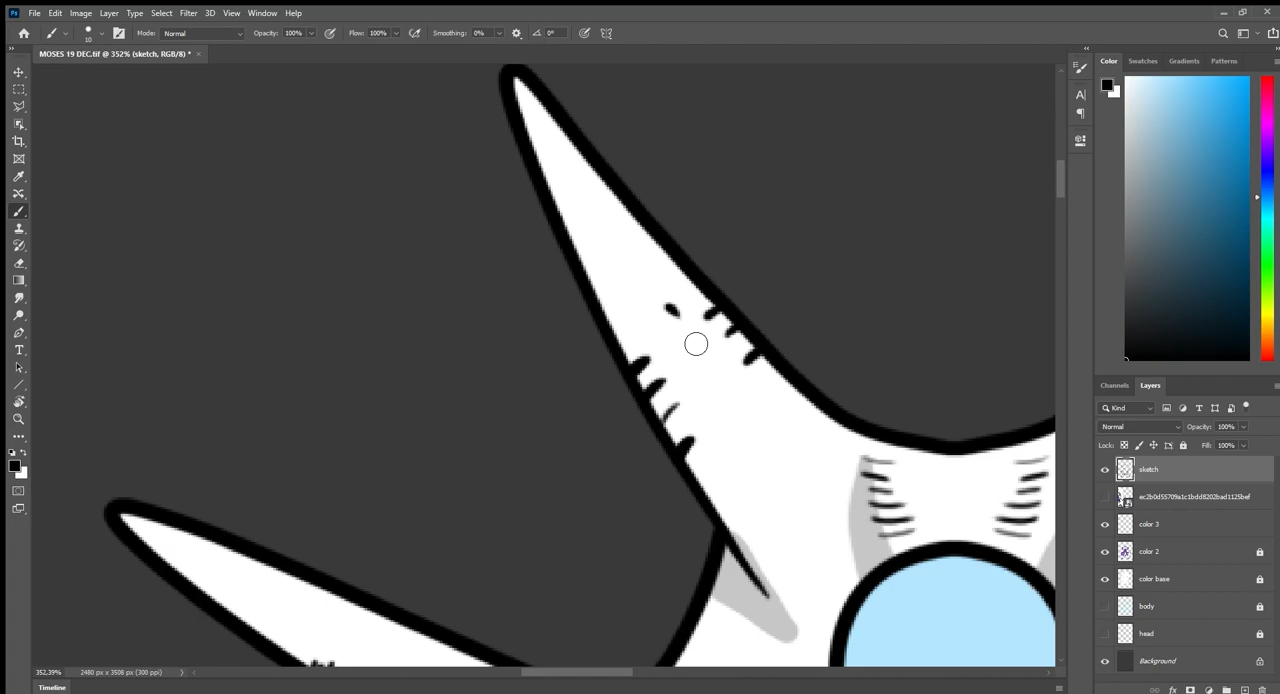 Ps File Edit Image Layer Type Select Filter 3D View Window Help
10 Mode: Normal Opacity: 100% Flow: 100% Smoothing: 0% 0°
MOSES 19 DEC.tif @ 352% (sketch, RGB/8) *
Color Swatches Gradients Patterns
Channels Layers
Kind
Normal Opacity: 100%
Lock: Fill: 100%
sketch
ec2b0d55709a1c1bdd8202bad1125bef
color 3
color 2
color base
body
head
Background
352,39% 2480 px x 3508 px (300 ppi)
Timeline